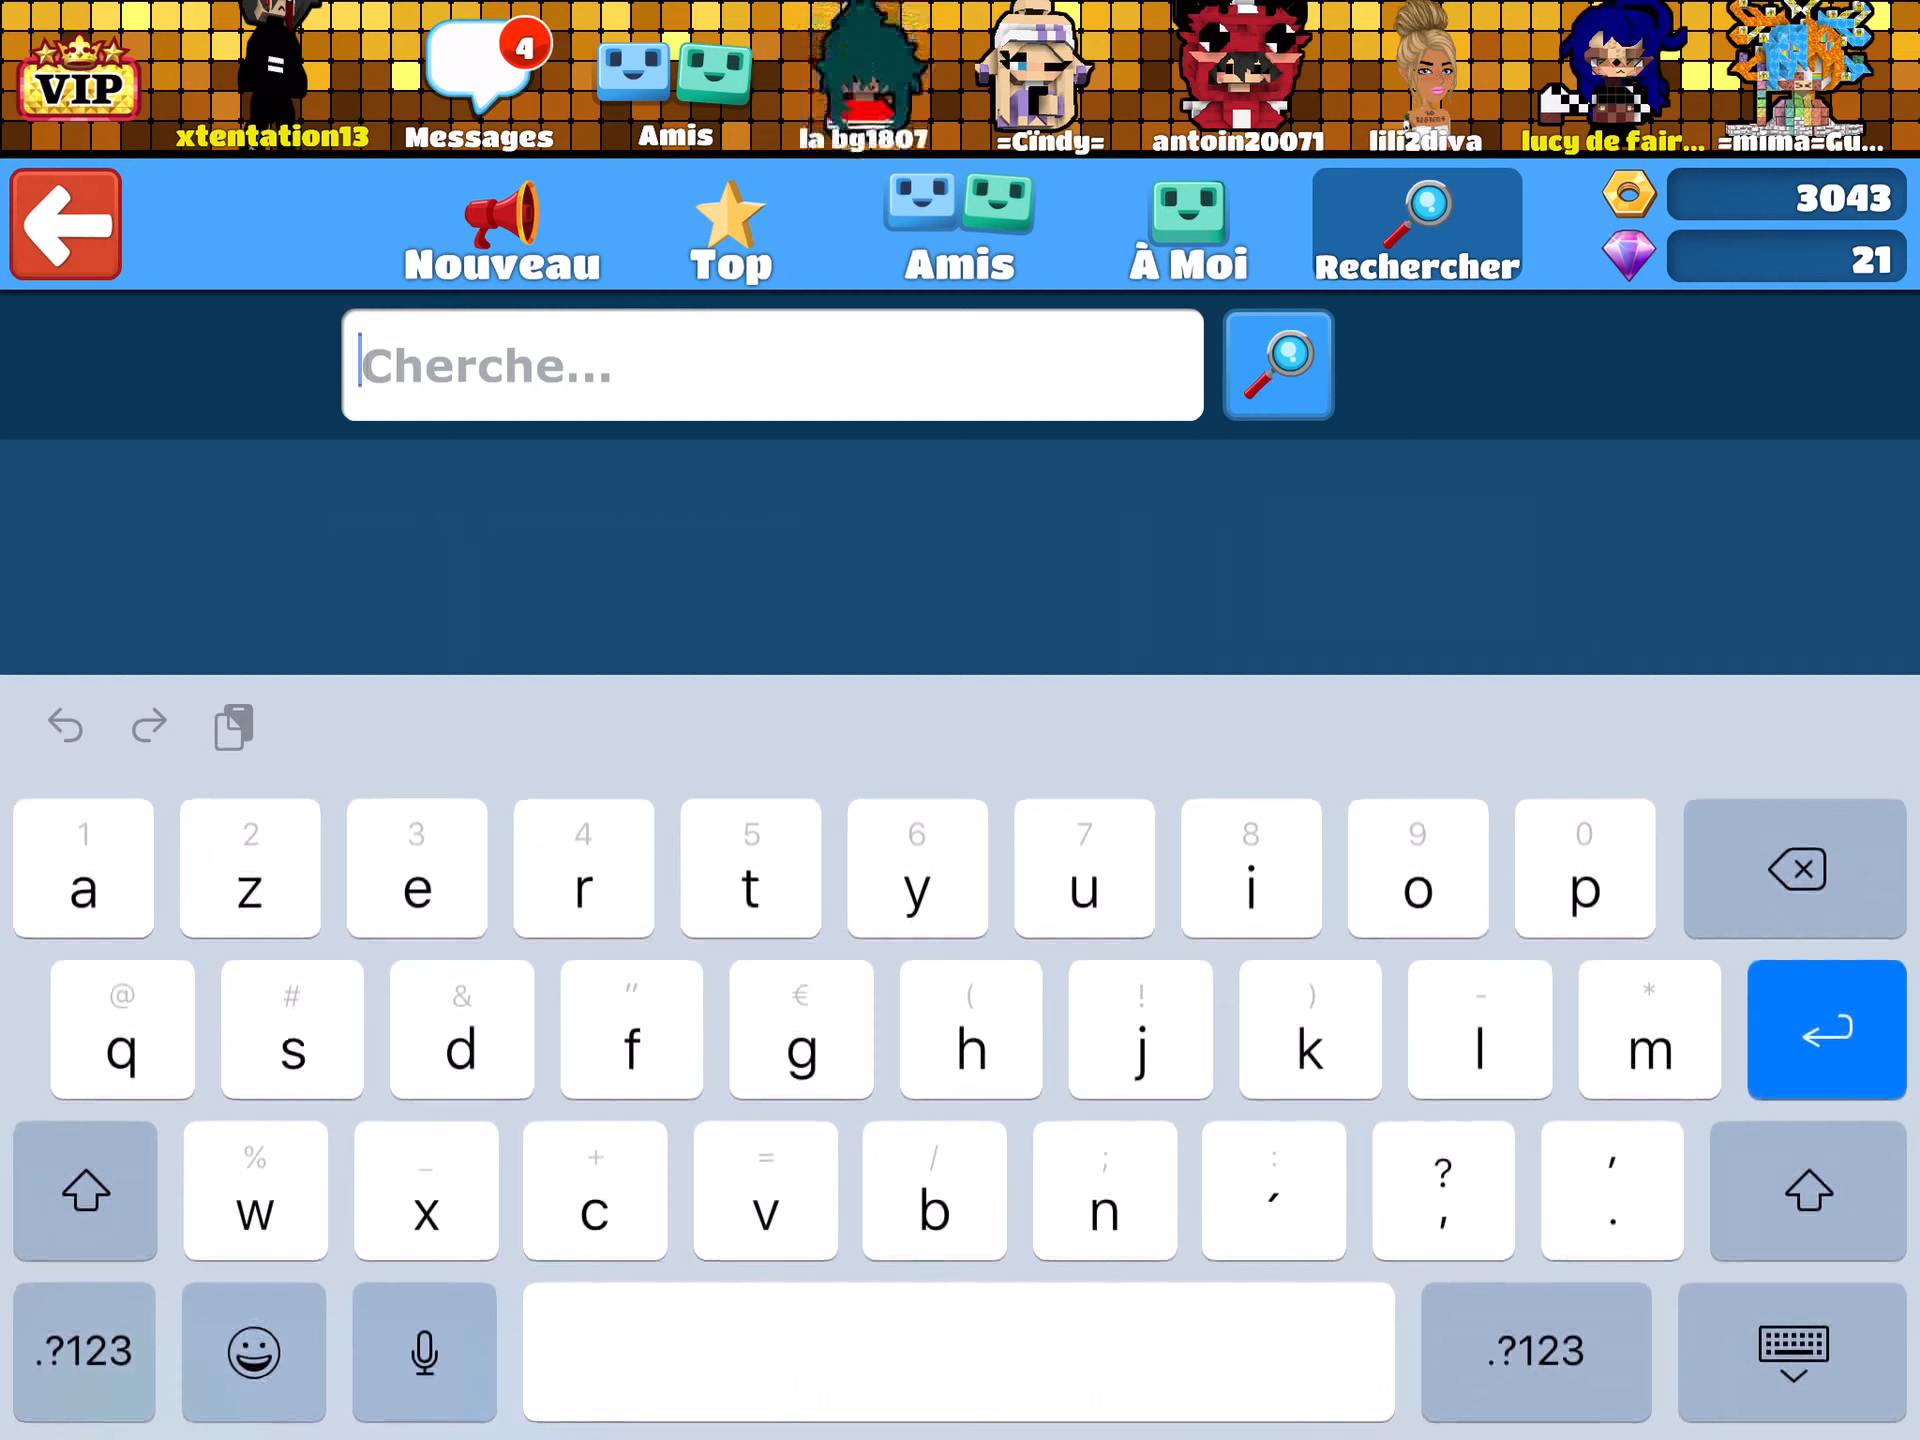 VIP
xtentation13
4
Messages
Amis
la bg1807
=Cïndy=
antoin20071
lili2diva
lucy de fair...
=mima=Gu...
Nouveau
Top
Amis
À Moi
Rechercher
3043
21
Cherche...
1 2 3 4 5 6 7 8 9 0
a z e r t y u i o p
@ # & " € ( ! ) - *
q s d f g h j k l m
% _ + = / ; : ? '
w x c v b n ´ , .
.?123
.?123